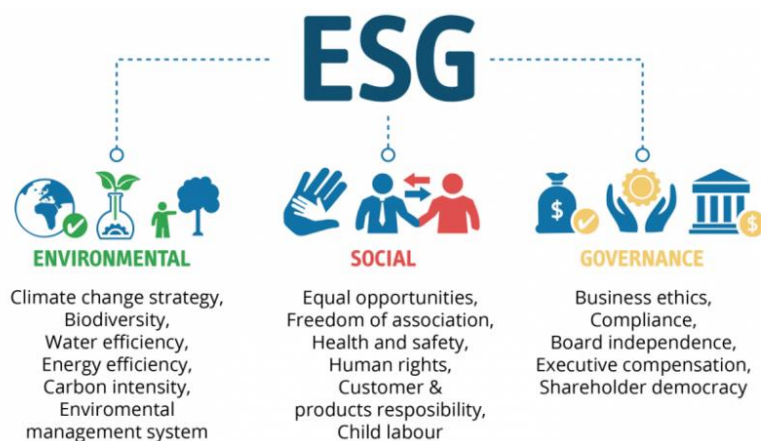 ESG
ENVIRONMENTAL
Climate change strategy,
Biodiversity,
Water efficiency,
Energy efficiency,
Carbon intensity,
Enviromental
management system
SOCIAL
Equal opportunities,
Freedom of association,
Health and safety,
Human rights,
Customer &
products resposibility,
Child labour
$
$
GOVERNANCE
Business ethics,
Compliance,
Board independence,
Executive compensation,
Shareholder democracy